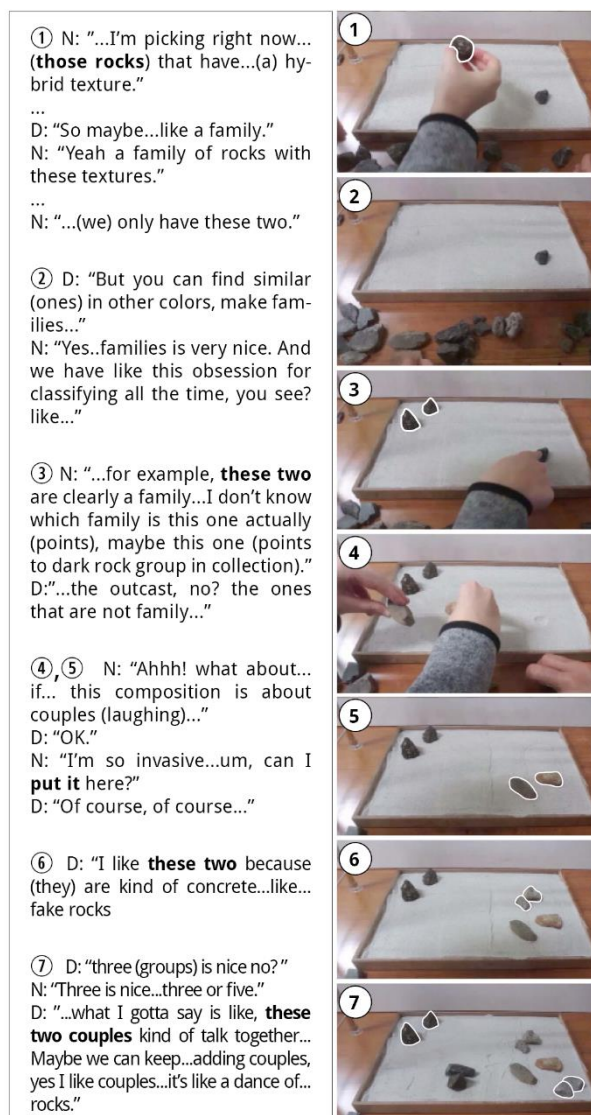 ① N: "...I'm picking right now...
(those rocks) that have...(a) hy-
brid texture."
...
D: “So maybe...like a family.”
N: “Yeah a family of rocks with
these textures.”
...
N: “...(we) only have these two.”
② D: “But you can find similar
(ones) in other colors, make fam-
ilies...”
N: “Yes..families is very nice. And
we have like this obsession for
classifying all the time, you see?
like...”
③ N: “...for example, these two
are clearly a family...I don’t know
which family is this one actually
(points), maybe this one (points
to dark rock group in collection).”
D:”...the outcast, no? the ones
that are not family...”
④,⑤ N: “Ahhh! what about...
if... this composition is about
couples (laughing)...”
D: “OK.”
N: “I’m so invasive...um, can I
put it here?”
D: “Of course, of course...”
⑥ D: “I like these two because
(they) are kind of concrete...like...
fake rocks
⑦ D: “three (groups) is nice no? ”
N: “Three is nice...three or five.”
D: ”...what I gotta say is like, these
two couples kind of talk together...
Maybe we can keep...adding couples,
yes I like couples...it’s like a dance of...
rocks.”
1
2
3
4
5
6
7